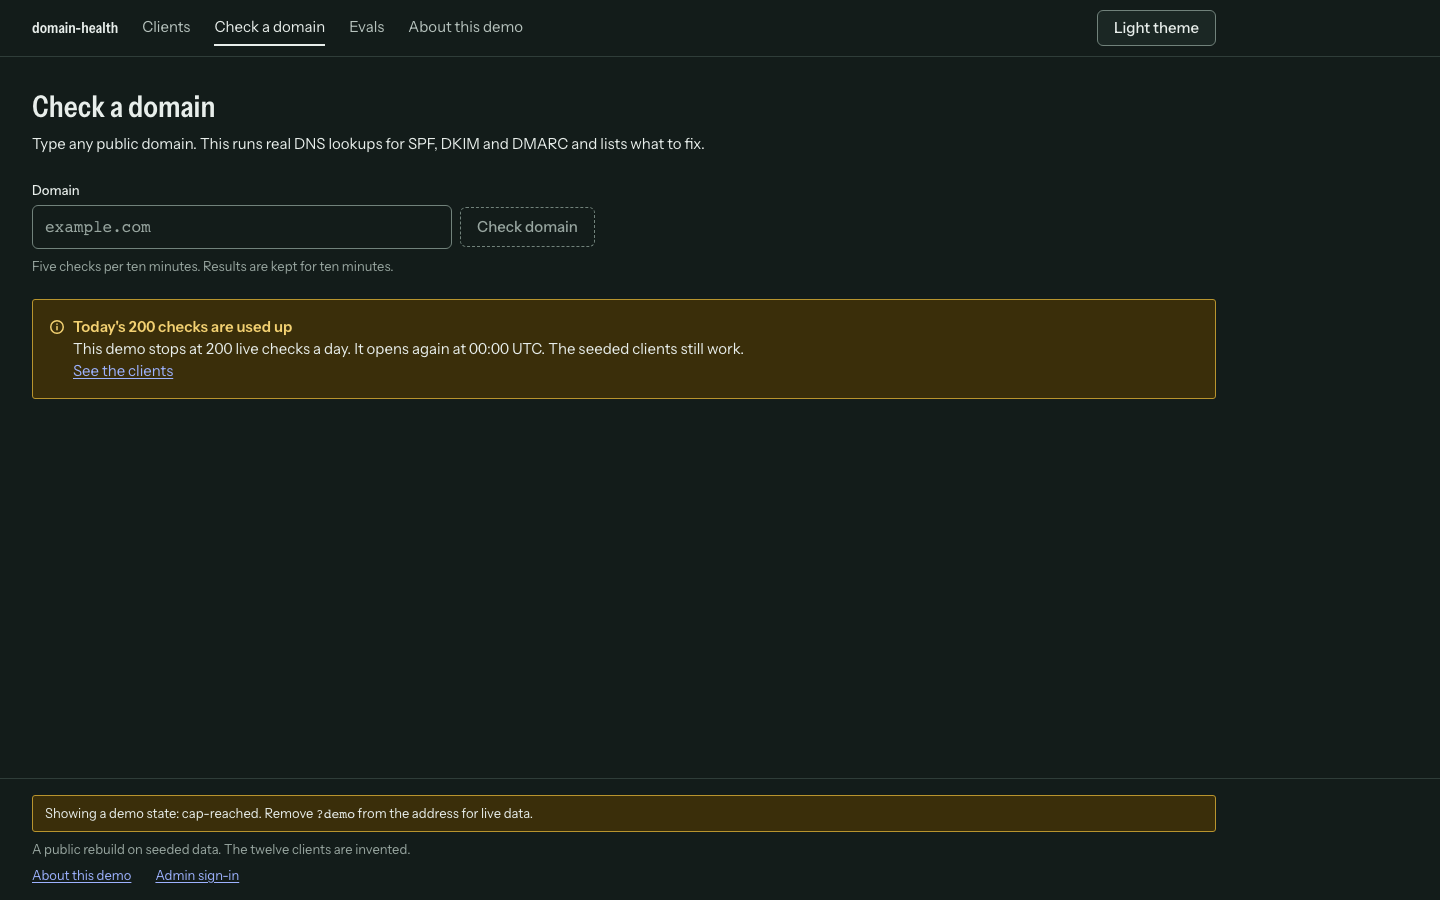 domain-health Clients Check a domain Evals About this demo Light theme
Check a domain
Type any public domain. This runs real DNS lookups for SPF, DKIM and DMARC and lists what to fix.
Domain
example.com Check domain
Five checks per ten minutes. Results are kept for ten minutes.
Today's 200 checks are used up
This demo stops at 200 live checks a day. It opens again at 00:00 UTC. The seeded clients still work.
See the clients
Showing a demo state: cap-reached. Remove ?demo from the address for live data.
A public rebuild on seeded data. The twelve clients are invented.
About this demo Admin sign-in